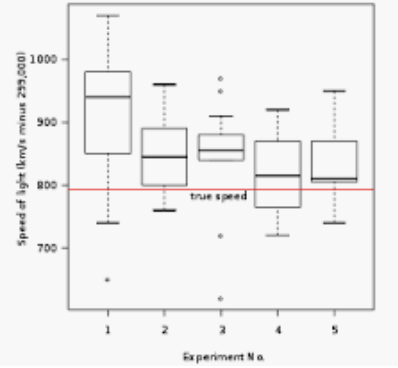 Speed of light (km/s minus 299,000)
1000
900
800
700
true speed
1 2 3 4 5
Experiment No.